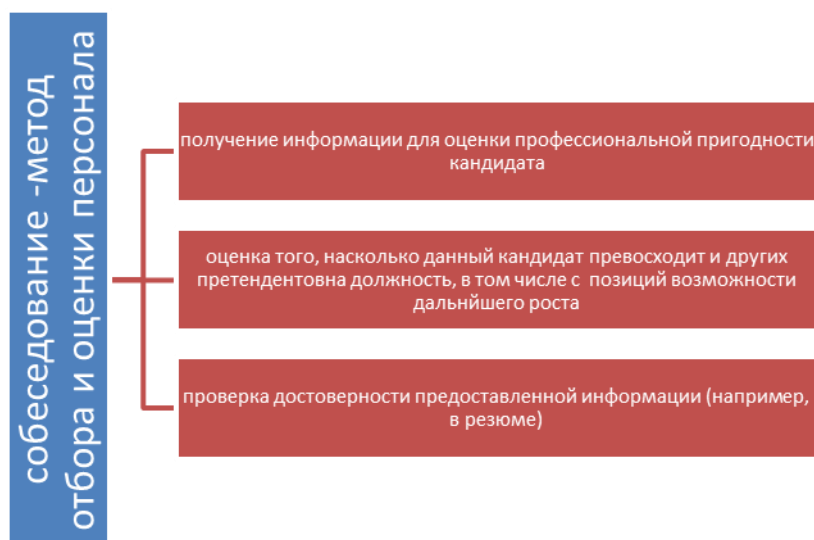 собеседование -метод
отбора и оценки персонала
получение информации для оценки профессиональной пригодности
кандидата
оценка того, насколько данный кандидат превосходит и других
претендентовна должность, в том числе с позиций возможности
дальнйшего роста
проверка достоверности предоставленной информации (например,
в резюме)